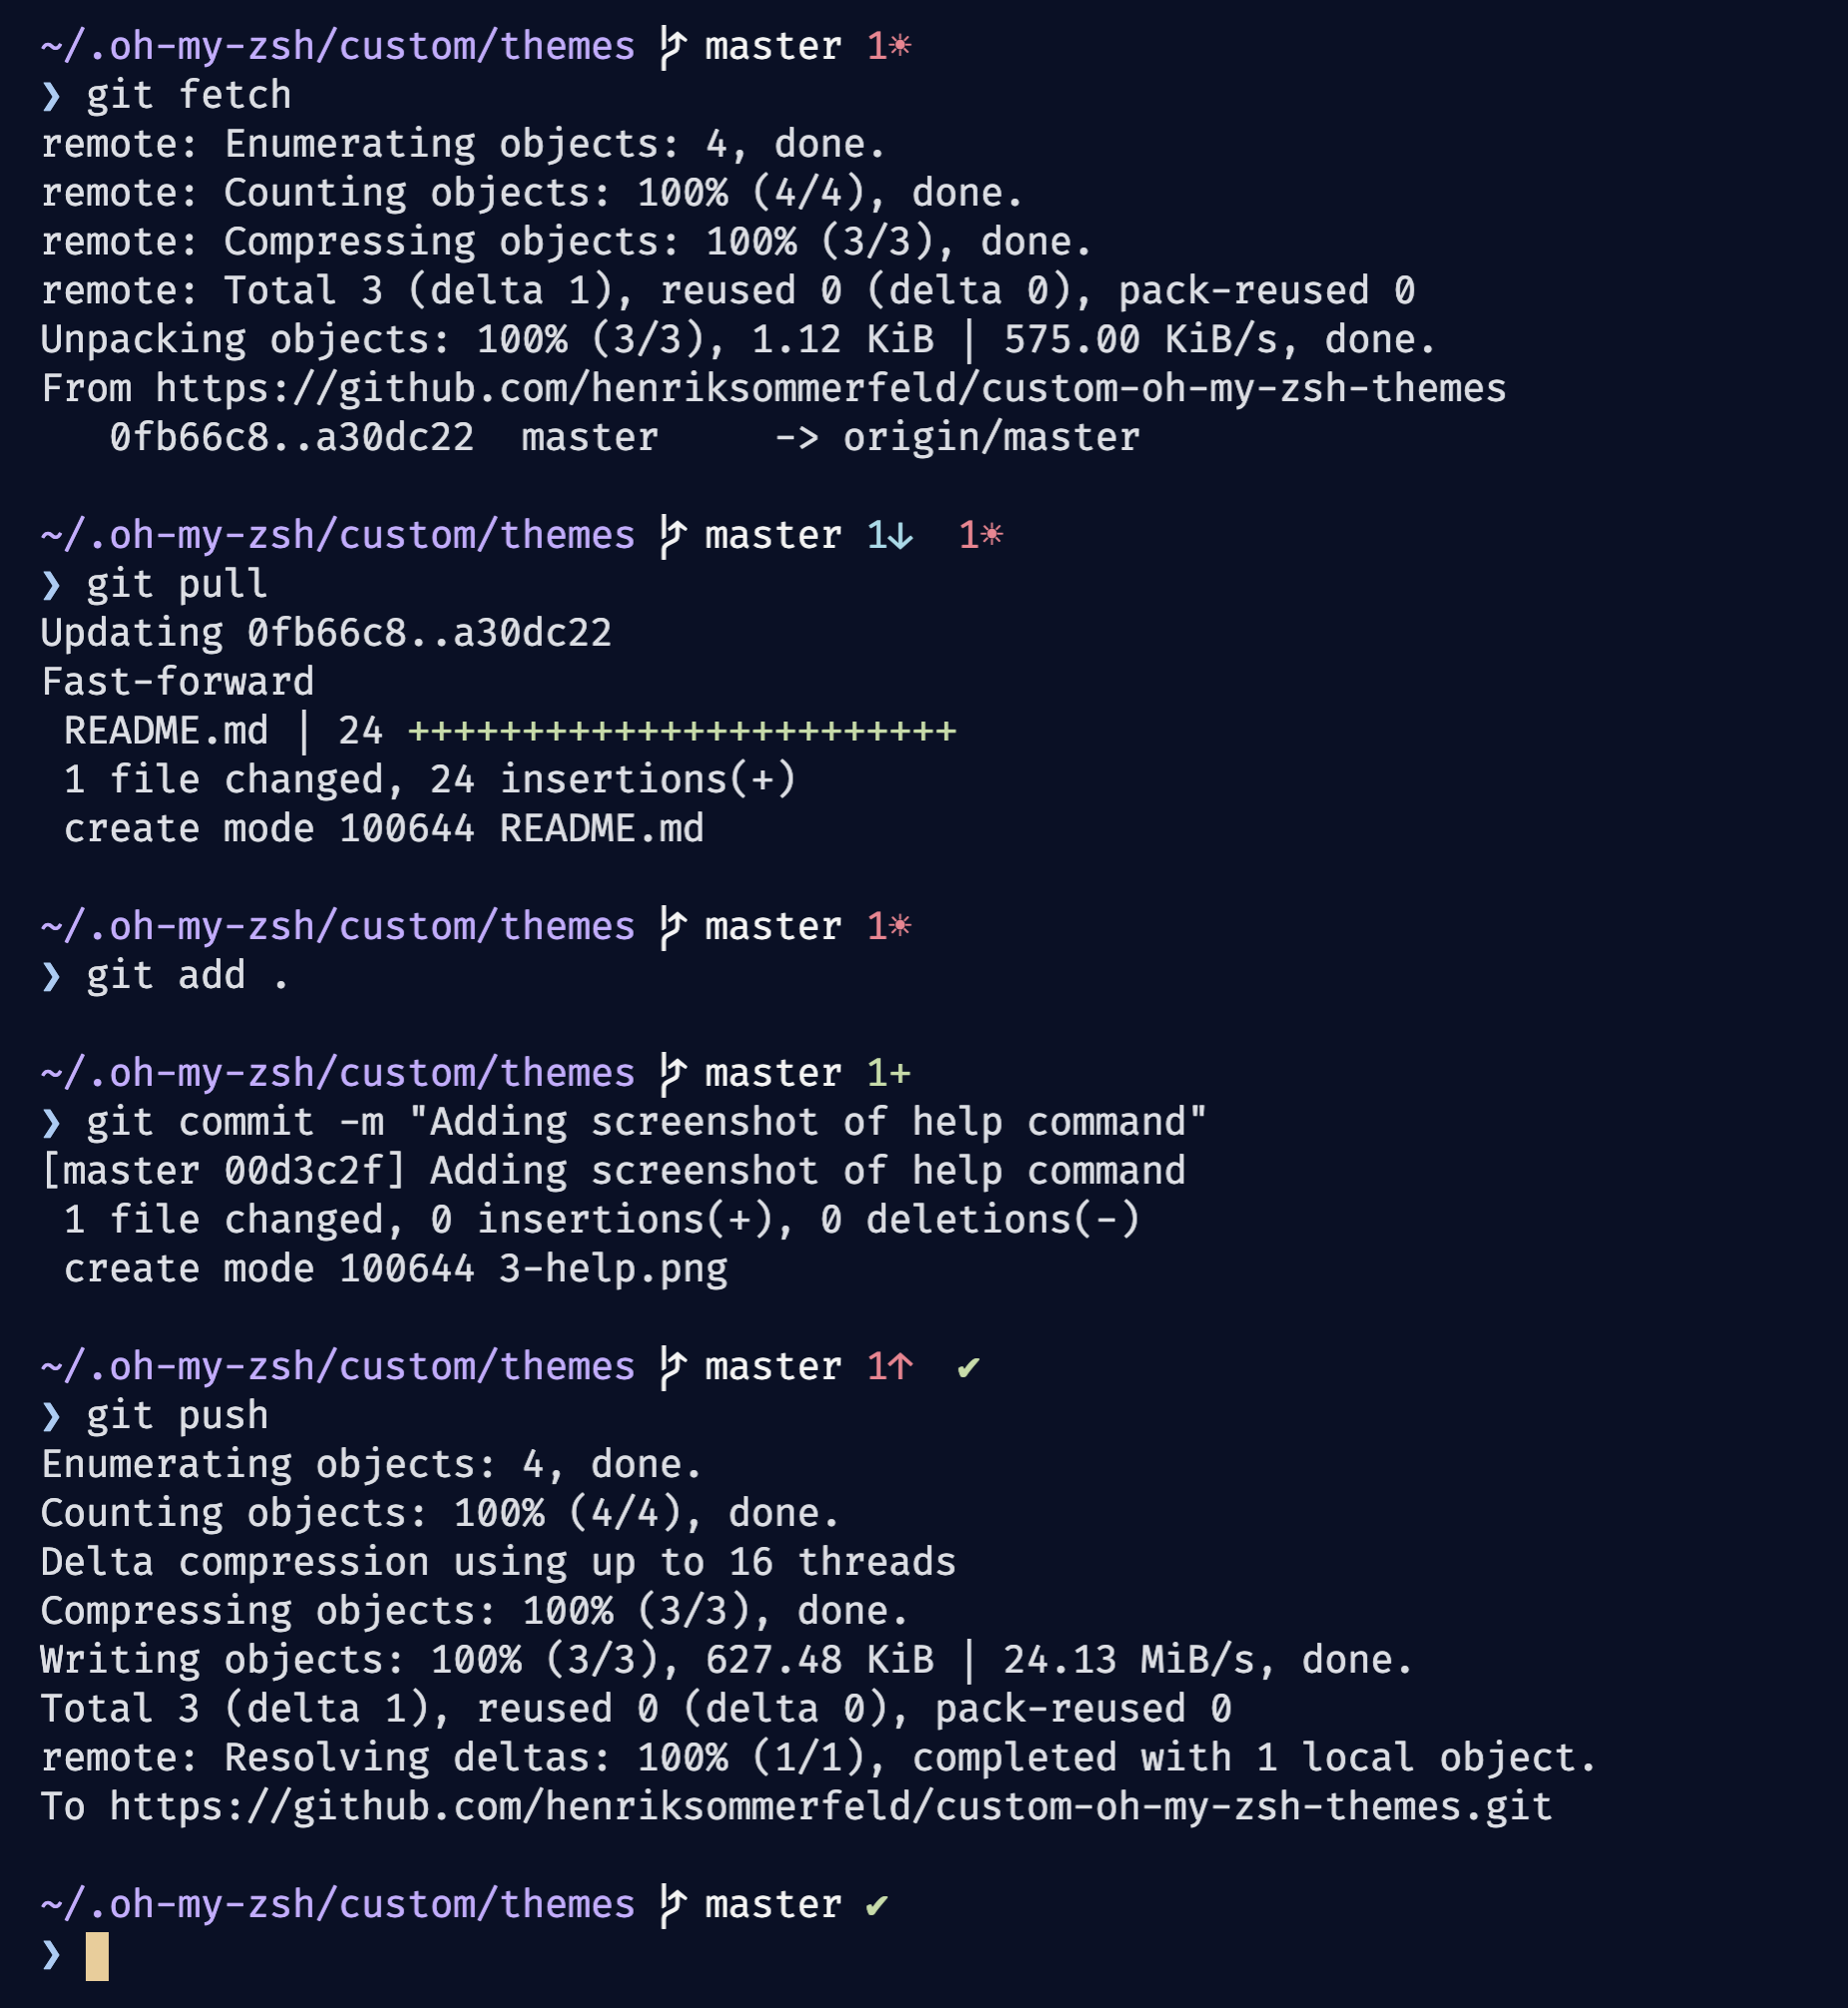 ~/.oh-my-zsh/custom/themes master 1☀
❯ git fetch
remote: Enumerating objects: 4, done.
remote: Counting objects: 100% (4/4), done.
remote: Compressing objects: 100% (3/3), done.
remote: Total 3 (delta 1), reused 0 (delta 0), pack-reused 0
Unpacking objects: 100% (3/3), 1.12 KiB | 575.00 KiB/s, done.
From https://github.com/henriksommerfeld/custom-oh-my-zsh-themes
   0fb66c8..a30dc22  master     -> origin/master

~/.oh-my-zsh/custom/themes master 1↓  1☀
❯ git pull
Updating 0fb66c8..a30dc22
Fast-forward
 README.md | 24 ++++++++++++++++++++++++
 1 file changed, 24 insertions(+)
 create mode 100644 README.md

~/.oh-my-zsh/custom/themes master 1☀
❯ git add .

~/.oh-my-zsh/custom/themes master 1+
❯ git commit -m "Adding screenshot of help command"
[master 00d3c2f] Adding screenshot of help command
 1 file changed, 0 insertions(+), 0 deletions(-)
 create mode 100644 3-help.png

~/.oh-my-zsh/custom/themes master 1↑  ✔
❯ git push
Enumerating objects: 4, done.
Counting objects: 100% (4/4), done.
Delta compression using up to 16 threads
Compressing objects: 100% (3/3), done.
Writing objects: 100% (3/3), 627.48 KiB | 24.13 MiB/s, done.
Total 3 (delta 1), reused 0 (delta 0), pack-reused 0
remote: Resolving deltas: 100% (1/1), completed with 1 local object.
To https://github.com/henriksommerfeld/custom-oh-my-zsh-themes.git

~/.oh-my-zsh/custom/themes master ✔
❯